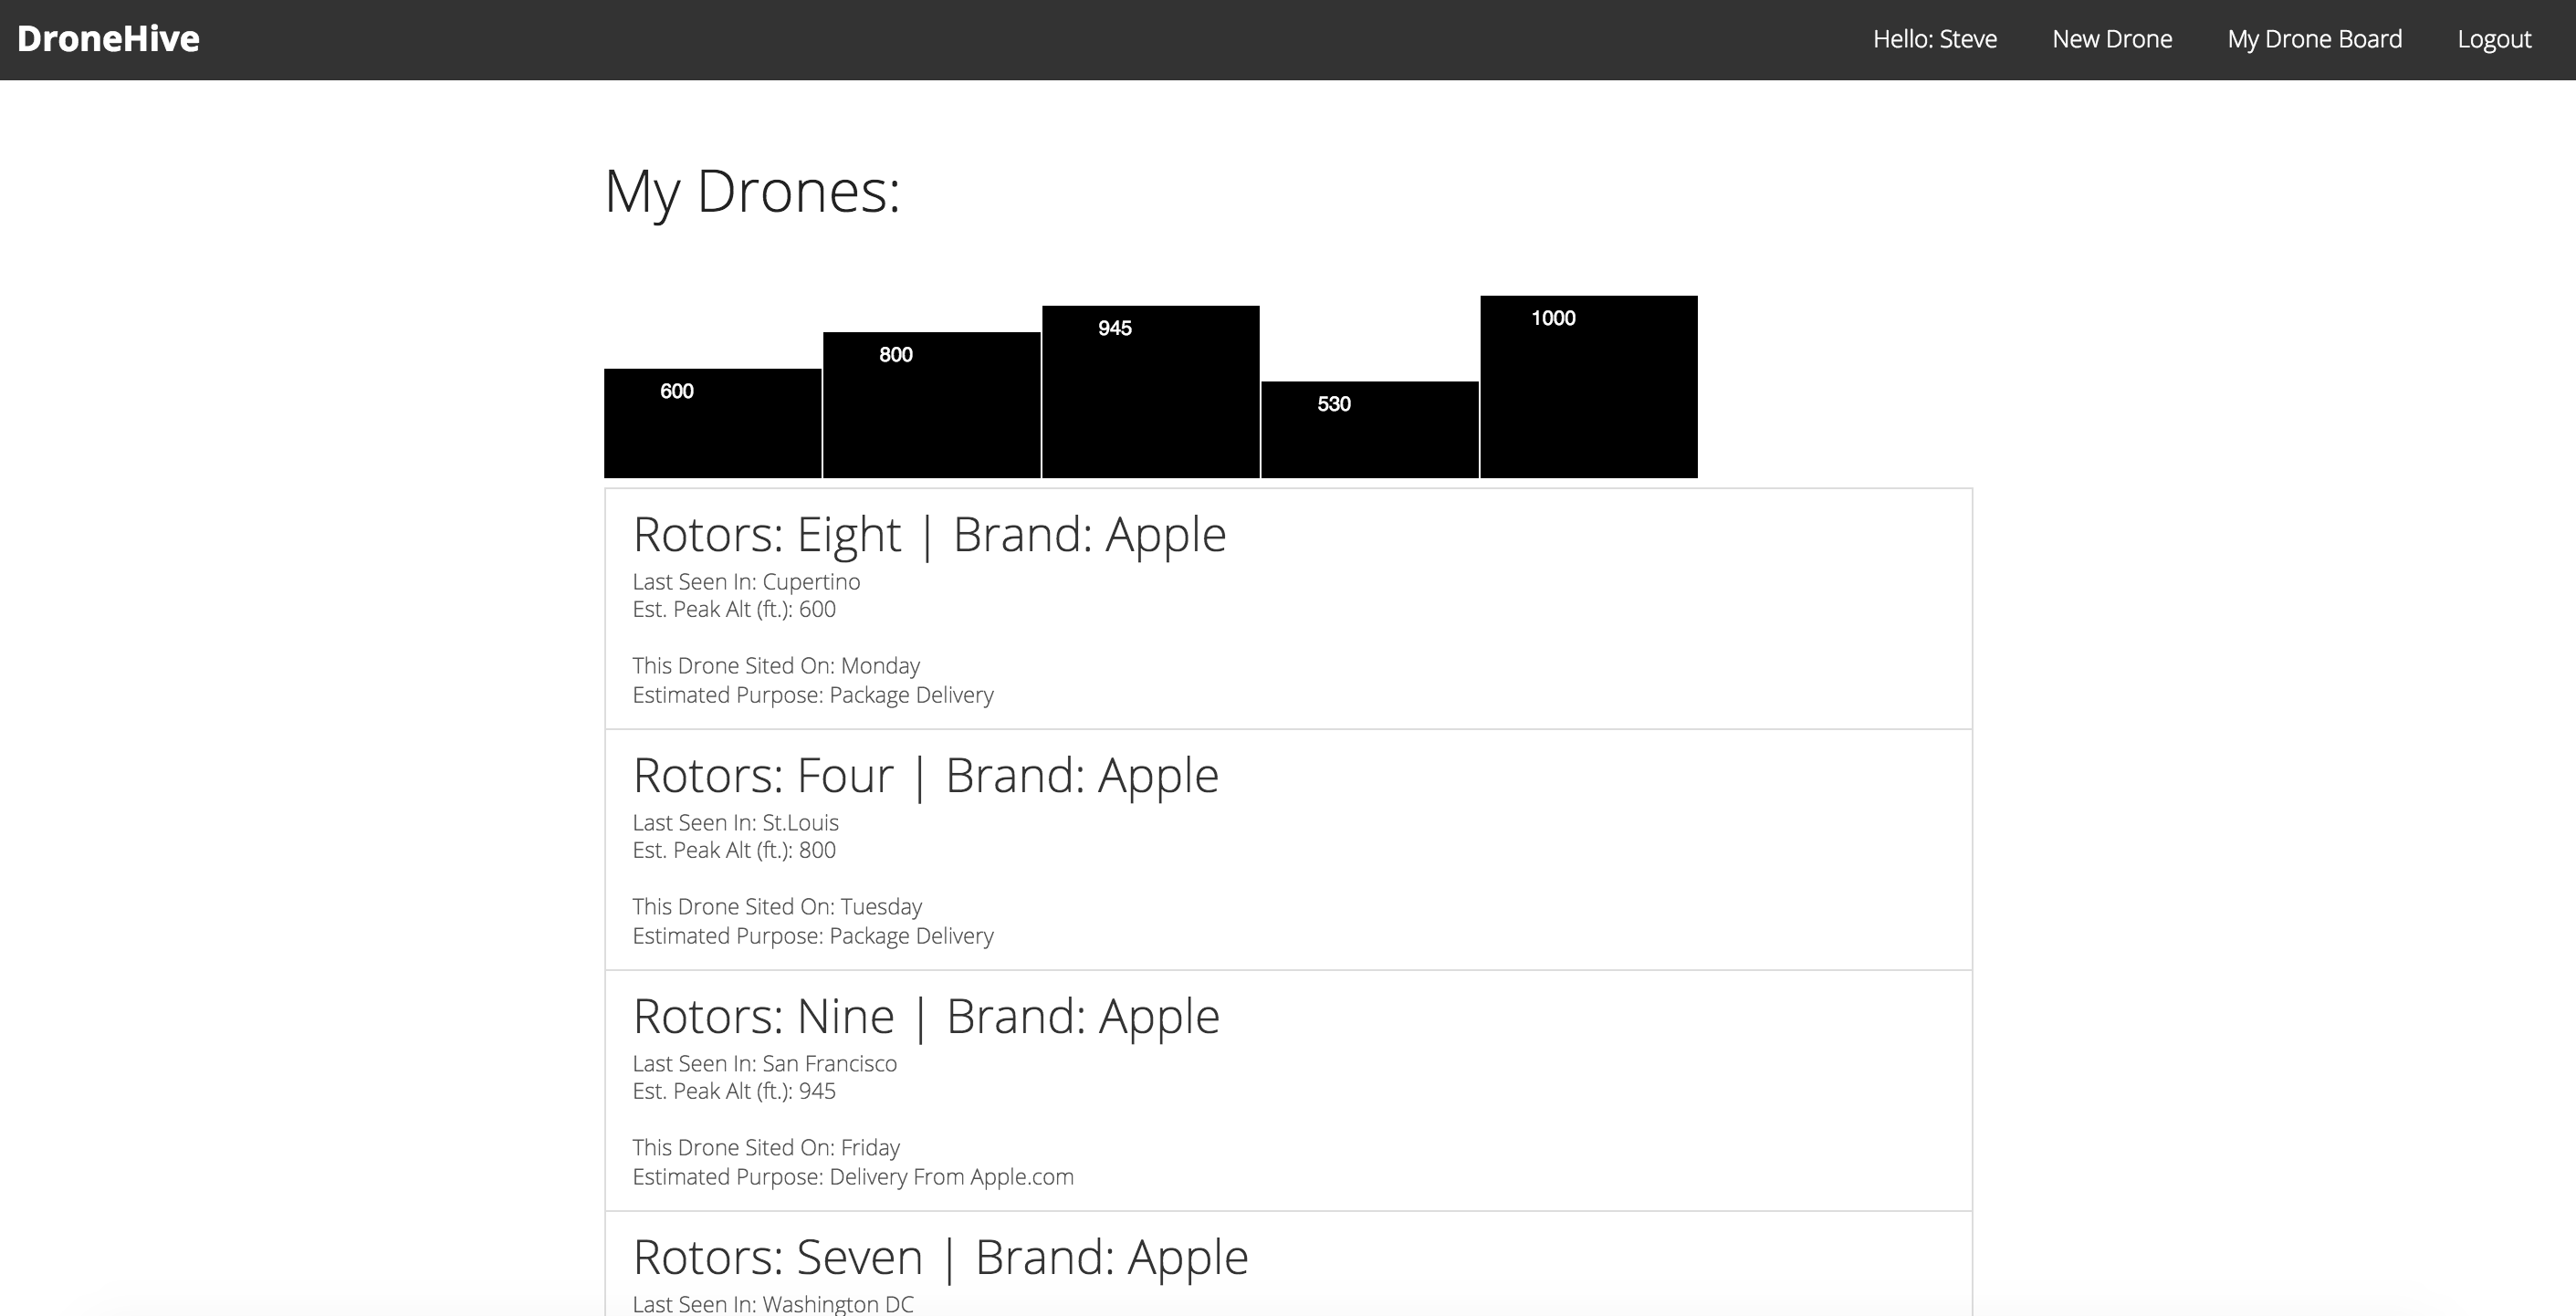 DroneHive
Hello: Steve
New Drone
My Drone Board
Logout
My Drones:
600
800
945
530
1000
Rotors: Eight | Brand: Apple
Last Seen In: Cupertino
Est. Peak Alt (ft.): 600
This Drone Sited On: Monday
Estimated Purpose: Package Delivery
Rotors: Four | Brand: Apple
Last Seen In: St.Louis
Est. Peak Alt (ft.): 800
This Drone Sited On: Tuesday
Estimated Purpose: Package Delivery
Rotors: Nine | Brand: Apple
Last Seen In: San Francisco
Est. Peak Alt (ft.): 945
This Drone Sited On: Friday
Estimated Purpose: Delivery From Apple.com
Rotors: Seven | Brand: Apple
Last Seen In: Washington DC